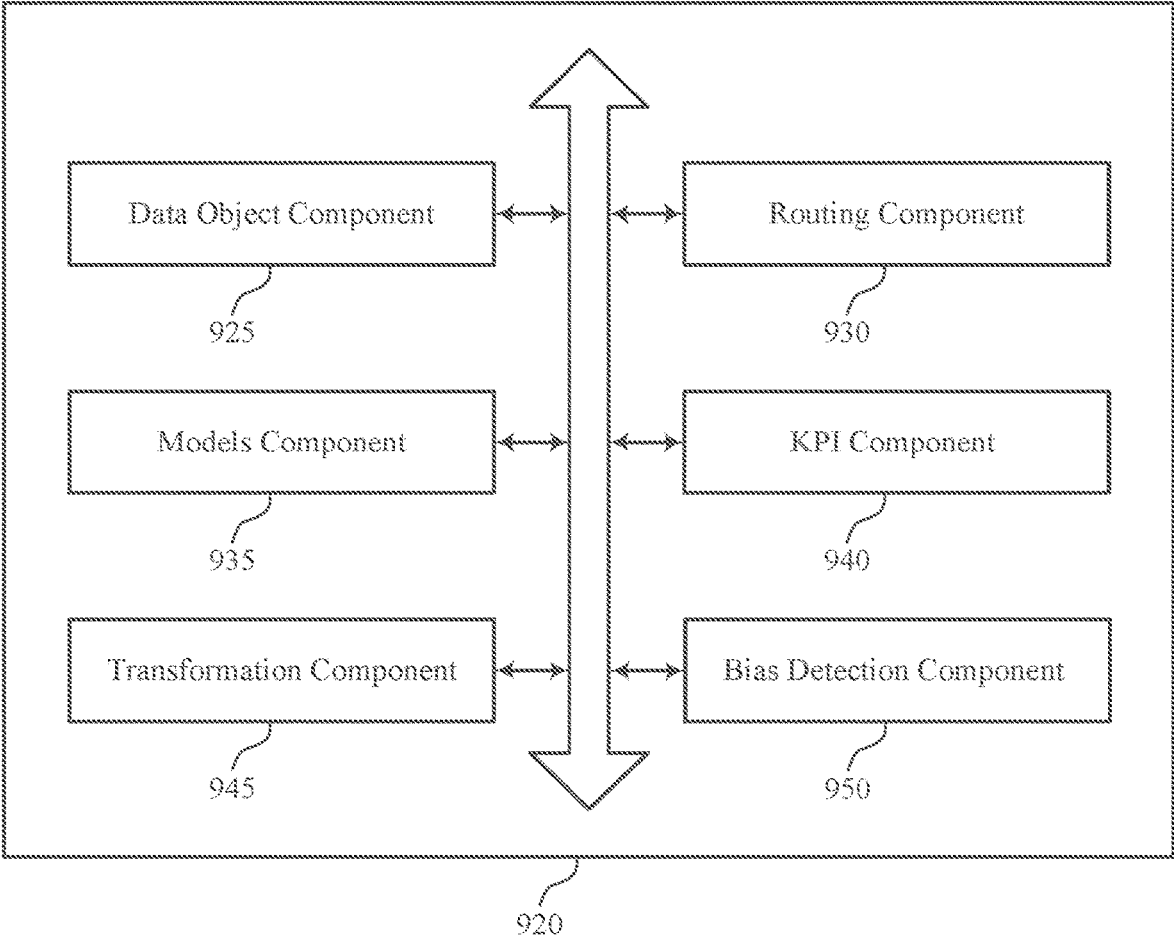 Data Object Component
Routing Component
925
930
Models Component
KPI Component
935
940
Transformation Component
Bias Detection Component
945
950
920